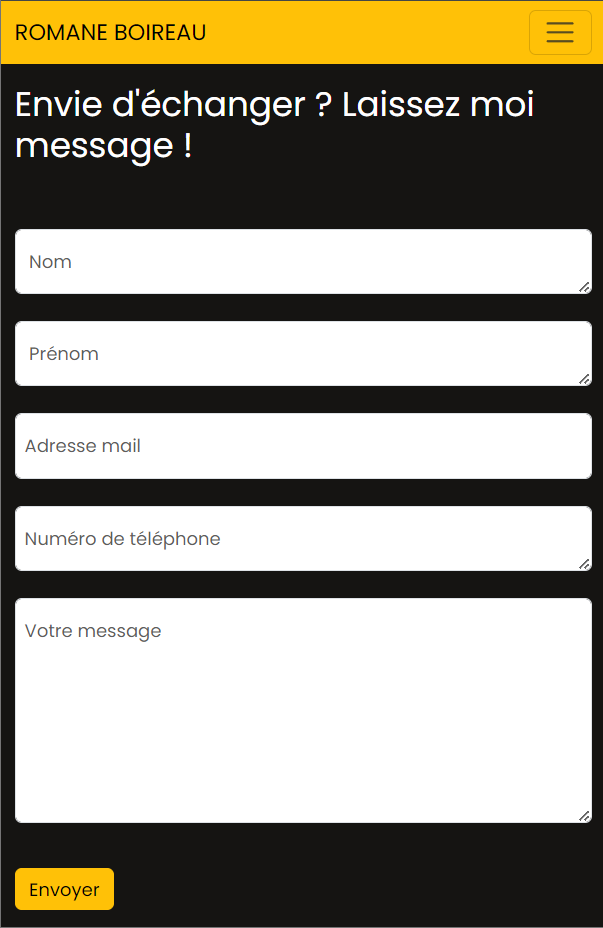 ROMANE BOIREAU
Envie d'échanger ? Laissez moi
message !
Nom
Prénom
Adresse mail
Numéro de téléphone
Votre message
Envoyer